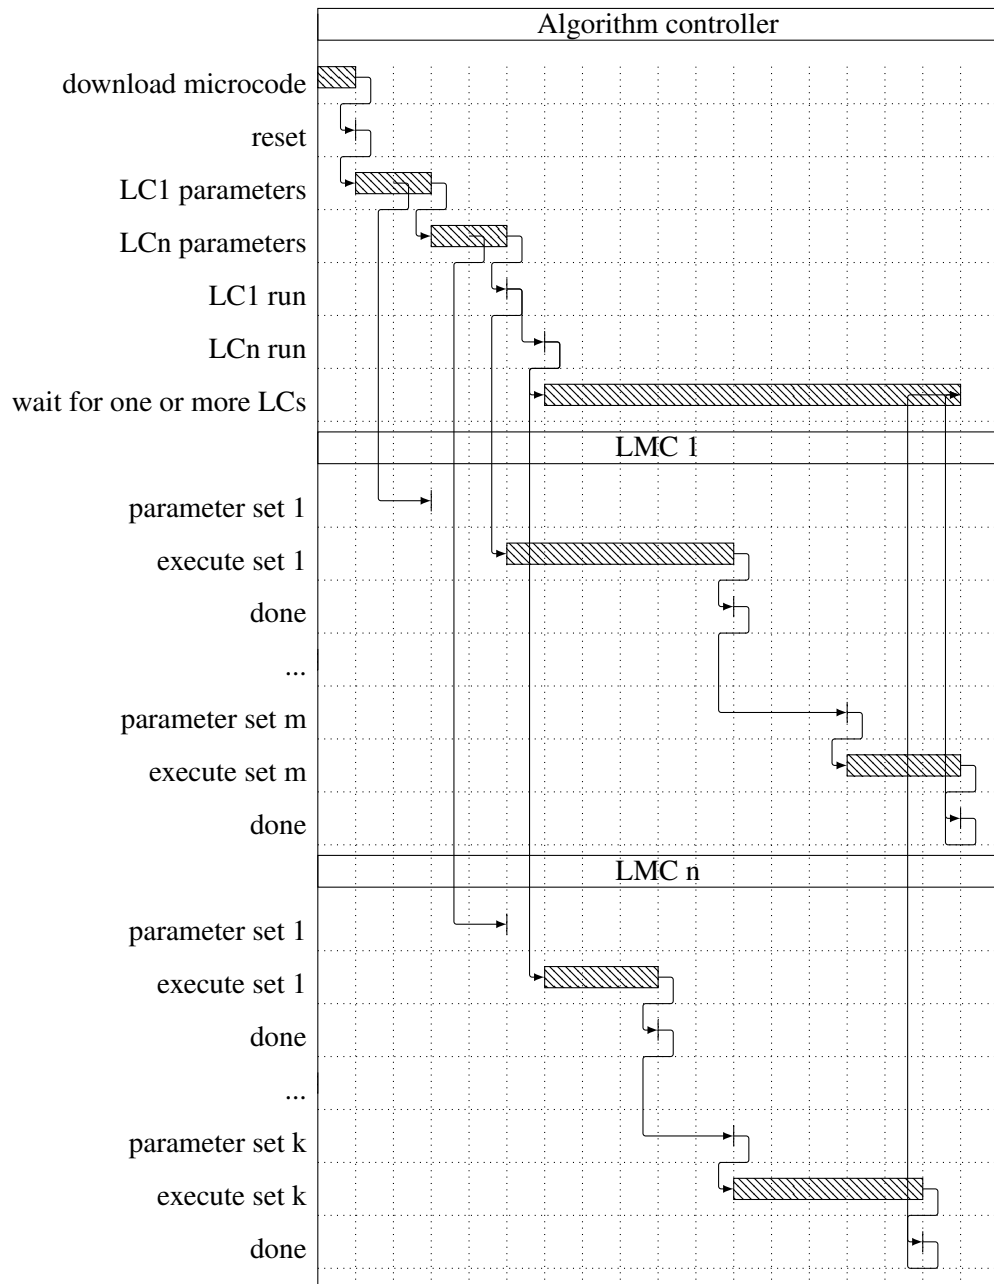 Algorithm controller
download microcode
reset
LC1 parameters
LCn parameters
LC1 run
LCn run
wait for one or more LCs
LMC 1
parameter set 1
execute set 1
done
...
parameter set m
execute set m
done
LMC n
parameter set 1
execute set 1
done
...
parameter set k
execute set k
done